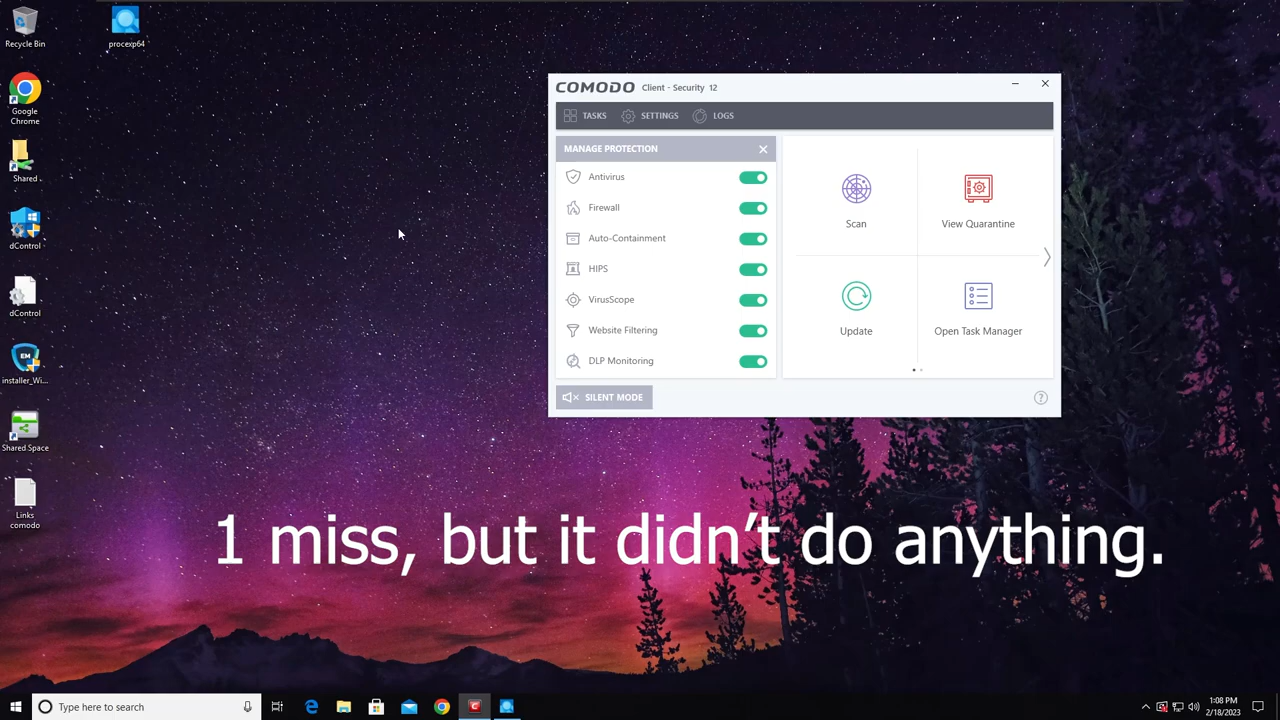 Recycle Bin
procexp64
Google
Chrome
Shared
dControl
dControl
installer_Wi...
Shared Space
Links
comodo
COMODO Client - Security 12
TASKS SETTINGS LOGS
MANAGE PROTECTION
Antivirus
Firewall
Auto-Containment
HIPS
VirusScope
Website Filtering
DLP Monitoring
Scan
View Quarantine
Update
Open Task Manager
SILENT MODE
?
1 miss, but it didn’t do anything.
Type here to search
1:08 PM
2/18/2023